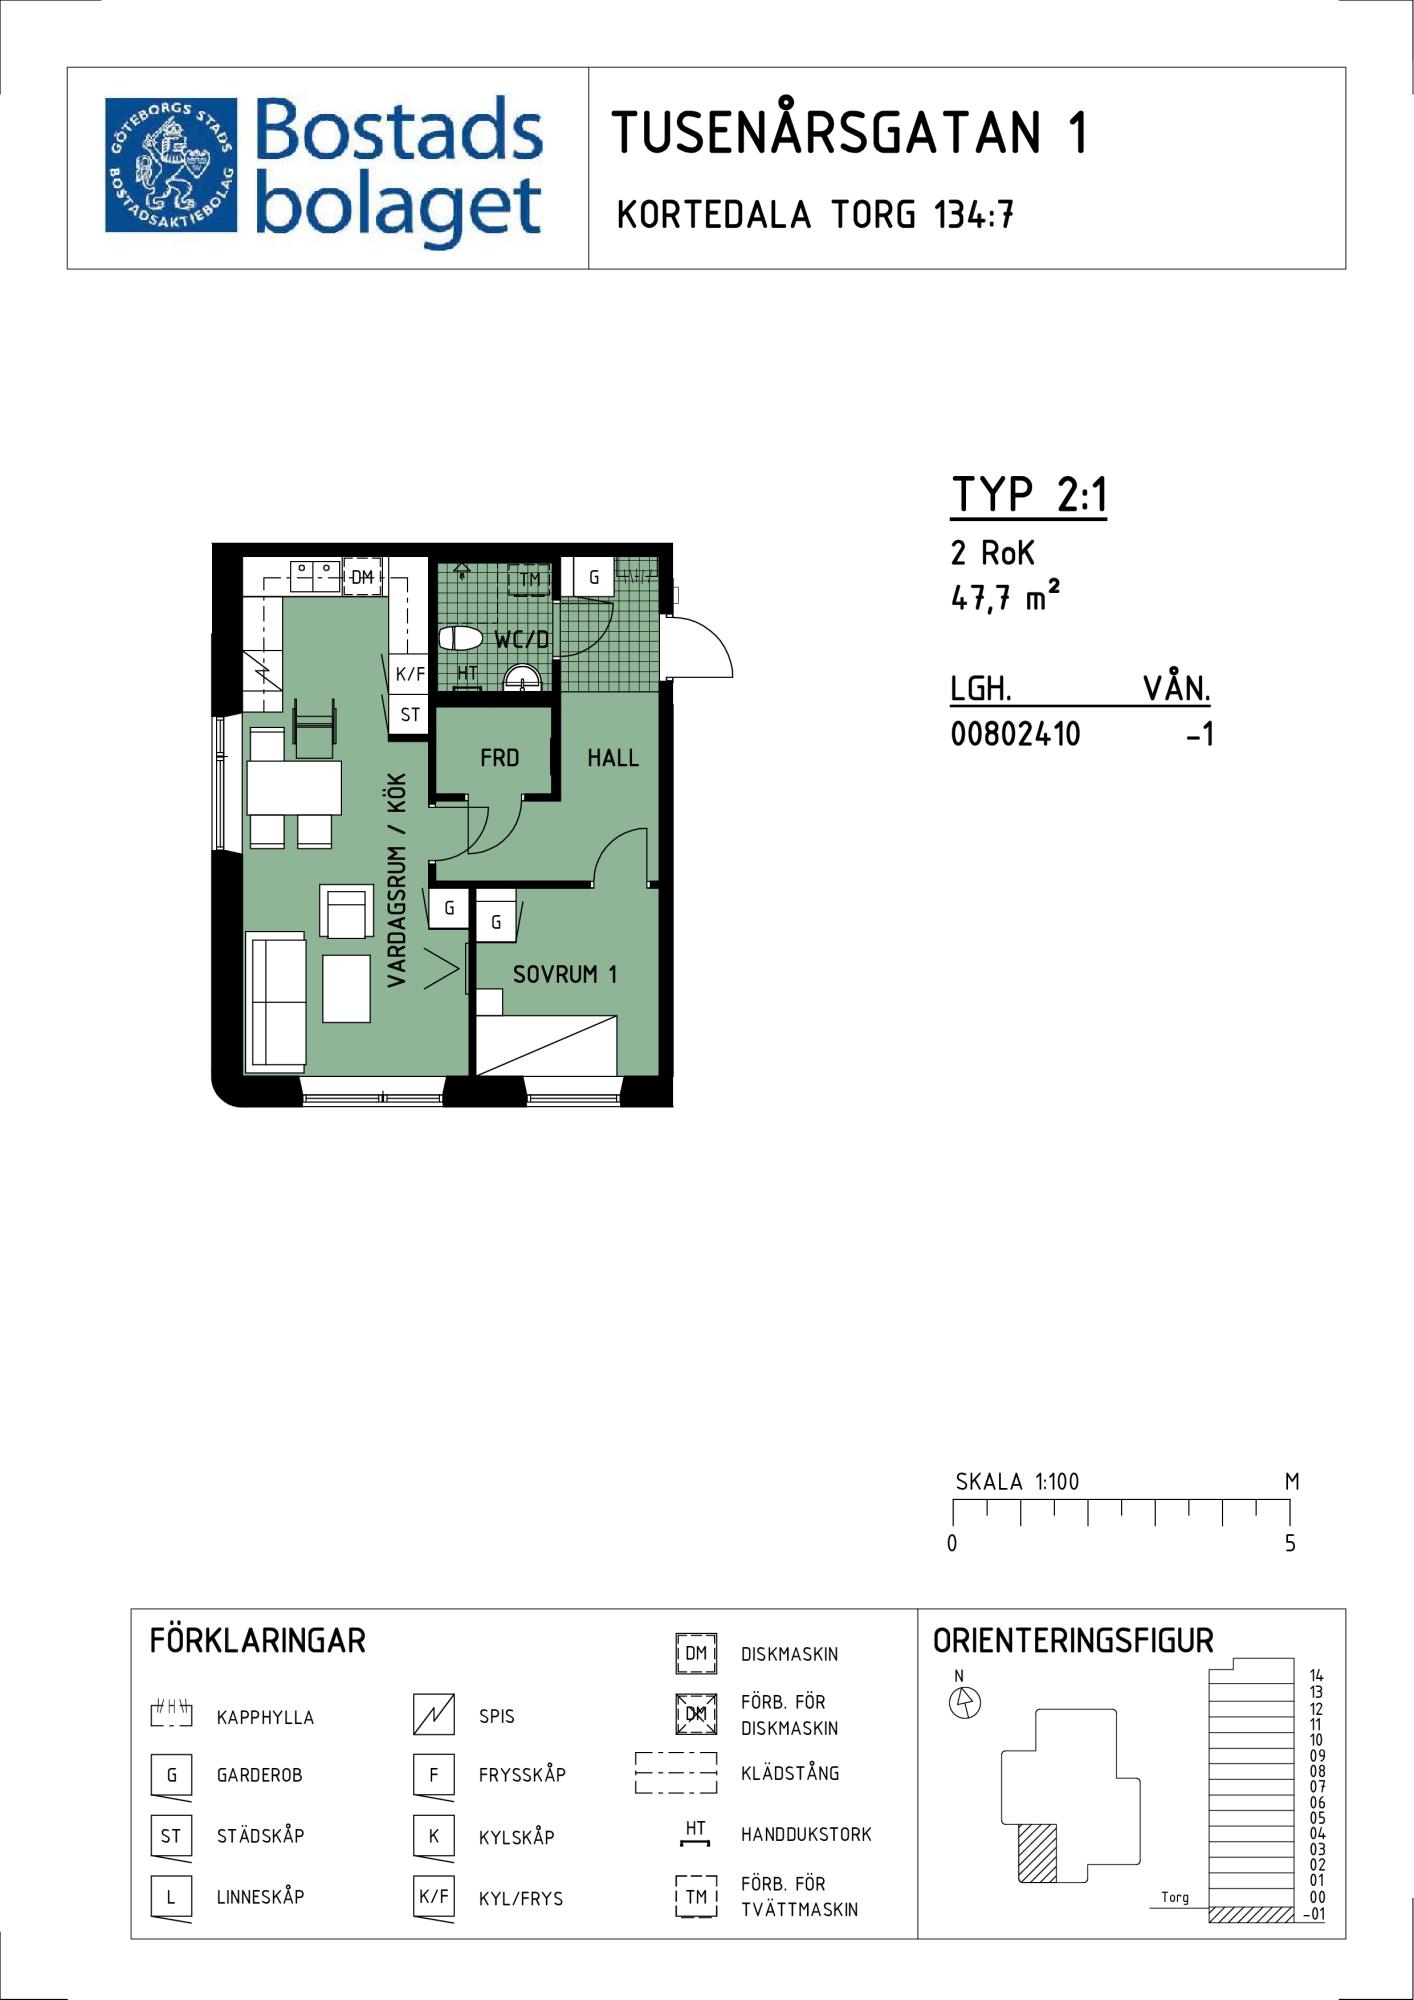 GÖTEBORGS STADS
BOSTADSAKTIEBOLAG
Bostads
bolaget
TUSENÅRSGATAN 1
KORTEDALA TORG 134:7
TYP 2:1
2 RoK
47,7 m²
LGH. VÅN.
00802410 -1
DM
TM
G
WC/D
K/F
HT
ST
FRD
HALL
VARDAGSRUM / KÖK
G
G
SOVRUM 1
SKALA 1:100 M
0 5
FÖRKLARINGAR
KAPPHYLLA
G GARDEROB
ST STÄDSKÅP
L LINNESKÅP
SPIS
F FRYSSKÅP
K KYLSKÅP
K/F KYL/FRYS
DM DISKMASKIN
DM FÖRB. FÖR
DISKMASKIN
KLÄDSTÅNG
HT HANDDUKSTORK
TM FÖRB. FÖR
TVÄTTMASKIN
ORIENTERINGSFIGUR
N
14
13
12
11
10
09
08
07
06
05
04
03
02
01
Torg 00
-01